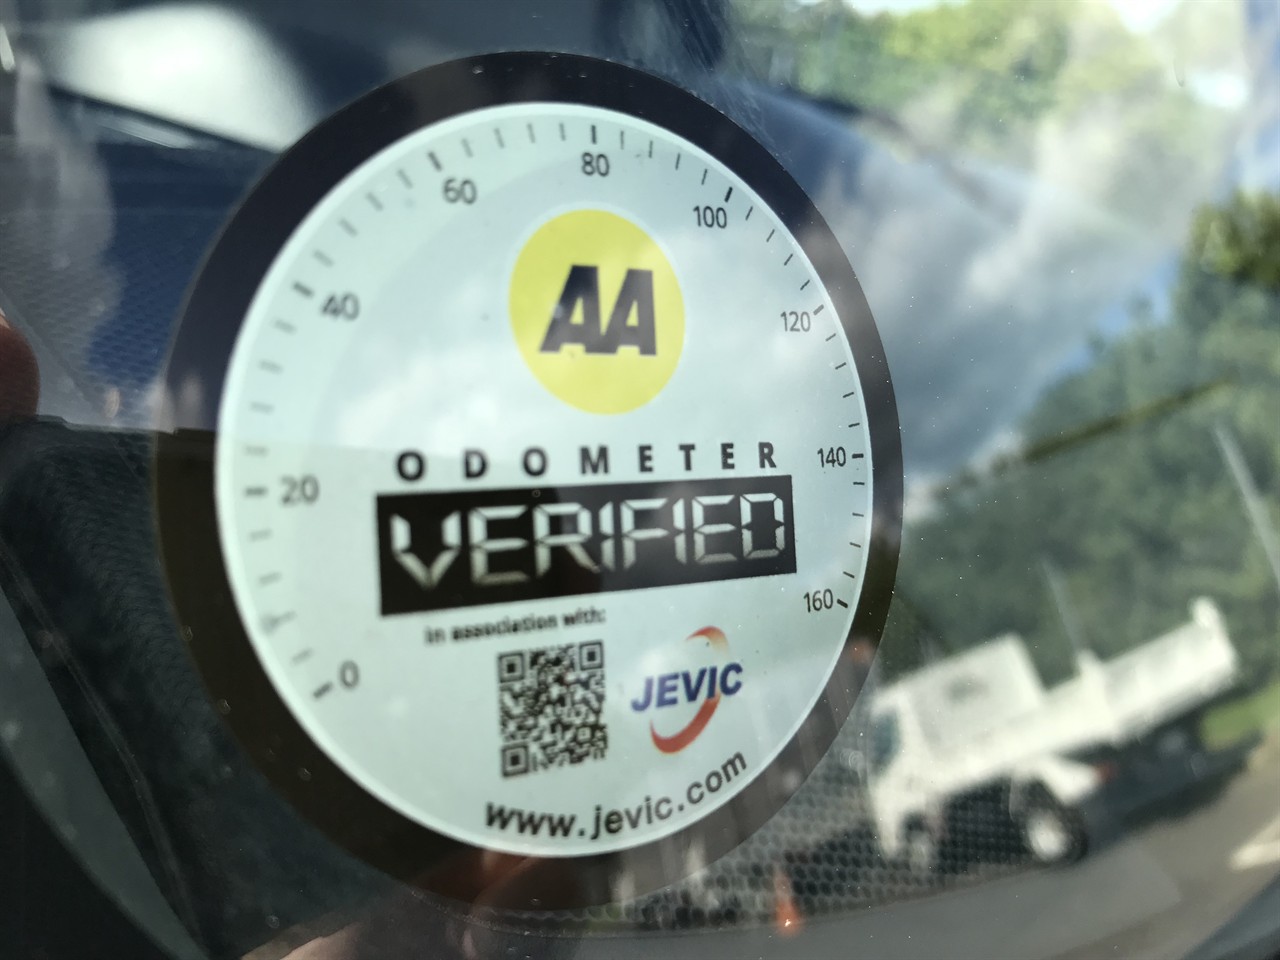 0
20
40
60
80
100
120
140
160
AA
ODOMETER
VERIFIED
in association with:
JEVIC
www.jevic.com